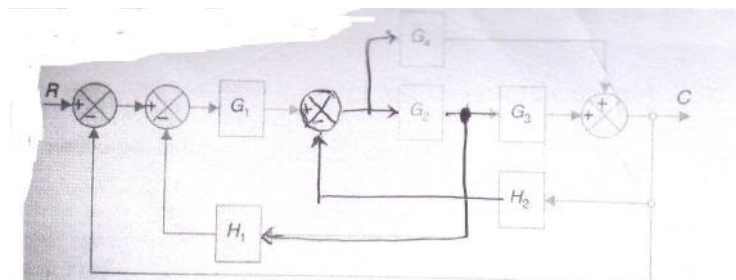 G₄
R + − + − G₁ + − G₂ G₃ + + C
H₂
H₁